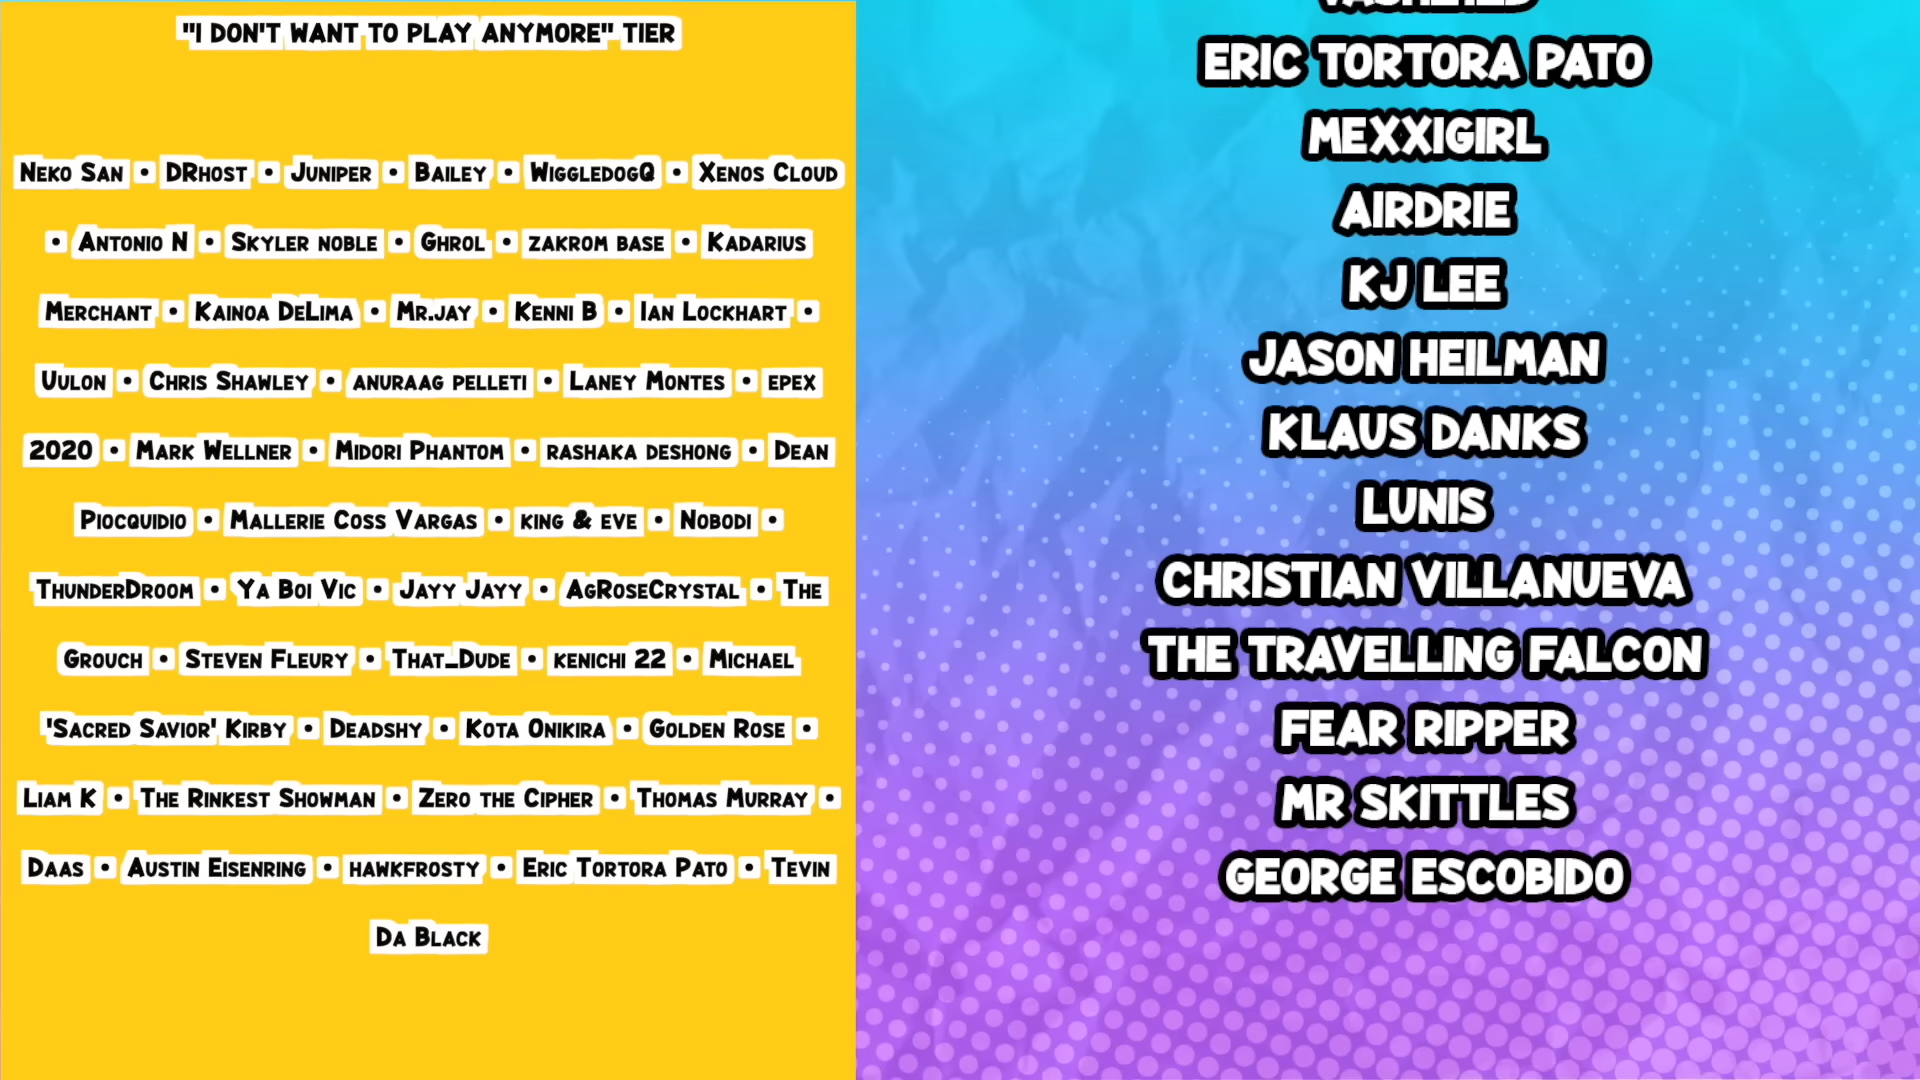 "I DON'T WANT TO PLAY ANYMORE" TIER
NEKO SAN • DRHOST • JUNIPER • BAILEY • WIGGLEDOGQ • XENOS CLOUD
• ANTONIO N • SKYLER NOBLE • GHROL • ZAKROM BASE • KADARIUS
MERCHANT • KAINOA DELIMA • MR.JAY • KENNI B • IAN LOCKHART •
UULON • CHRIS SHAWLEY • ANURAAG PELLETI • LANEY MONTES • EPEX
2020 • MARK WELLNER • MIDORI PHANTOM • RASHAKA DESHONG • DEAN
PIOCQUIDIO • MALLERIE COSS VARGAS • KING & EVE • NOBODI •
THUNDERDROOM • YA BOI VIC • JAYY JAYY • AGROSECRYSTAL • THE
GROUCH • STEVEN FLEURY • THAT_DUDE • KENICHI 22 • MICHAEL
'SACRED SAVIOR' KIRBY • DEADSHY • KOTA ONIKIRA • GOLDEN ROSE •
LIAM K • THE RINKEST SHOWMAN • ZERO THE CIPHER • THOMAS MURRAY •
DAAS • AUSTIN EISENRING • HAWKFROSTY • ERIC TORTORA PATO • TEVIN
DA BLACK
ERIC TORTORA PATO
MEXXIGIRL
AIRDRIE
KJ LEE
JASON HEILMAN
KLAUS DANKS
LUNIS
CHRISTIAN VILLANUEVA
THE TRAVELLING FALCON
FEAR RIPPER
MR SKITTLES
GEORGE ESCOBIDO